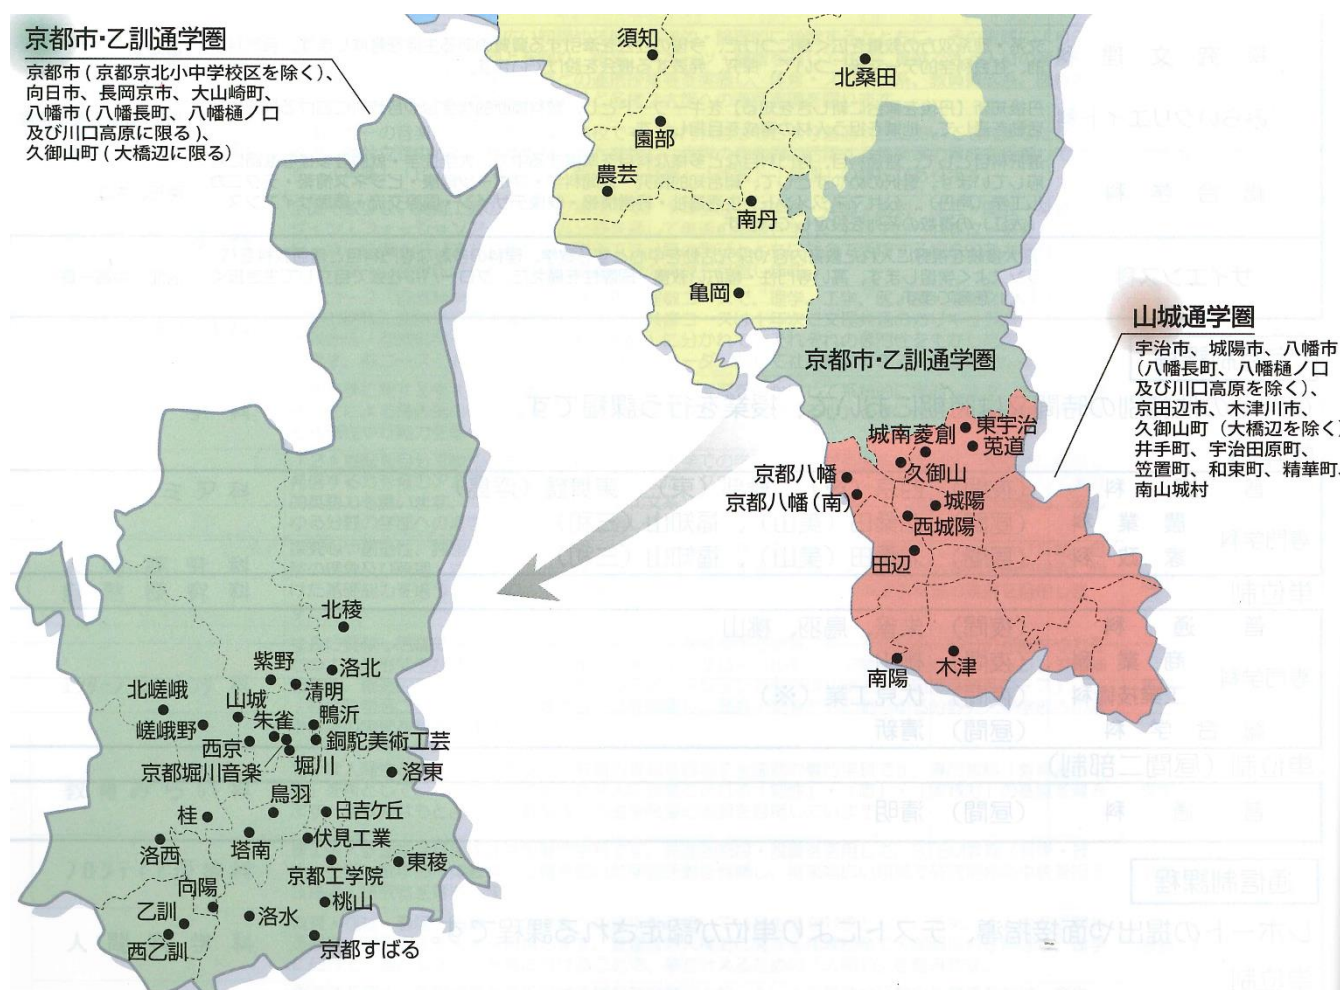 京都市・乙訓通学圏
京都市(京都京北小中学校区を除く)、
向日市、長岡京市、大山崎町、
八幡市(八幡長町、八幡樋ノ口
及び川口高原に限る)、
久御山町(大橋辺に限る)
須知
北桑田
園部
農芸
南丹
亀岡
京都市・乙訓通学圏
山城通学圏
宇治市、城陽市、八幡市
(八幡長町、八幡樋ノ口
及び川口高原を除く)、
京田辺市、木津川市、
久御山町(大橋辺を除く)
井手町、宇治田原町、
笠置町、和束町、精華町、
南山城村
東宇治
城南菱創
莵道
久御山
京都八幡
京都八幡(南)
城陽
西城陽
田辺
南陽
木津
北稜
紫野
洛北
清明
北嵯峨
山城
朱雀
鴨沂
嵯峨野
西京
銅駝美術工芸
京都堀川音楽
堀川
洛東
鳥羽
日吉ケ丘
桂
塔南
伏見工業
洛西
京都工学院
東稜
向陽
桃山
乙訓
洛水
西乙訓
京都すばる